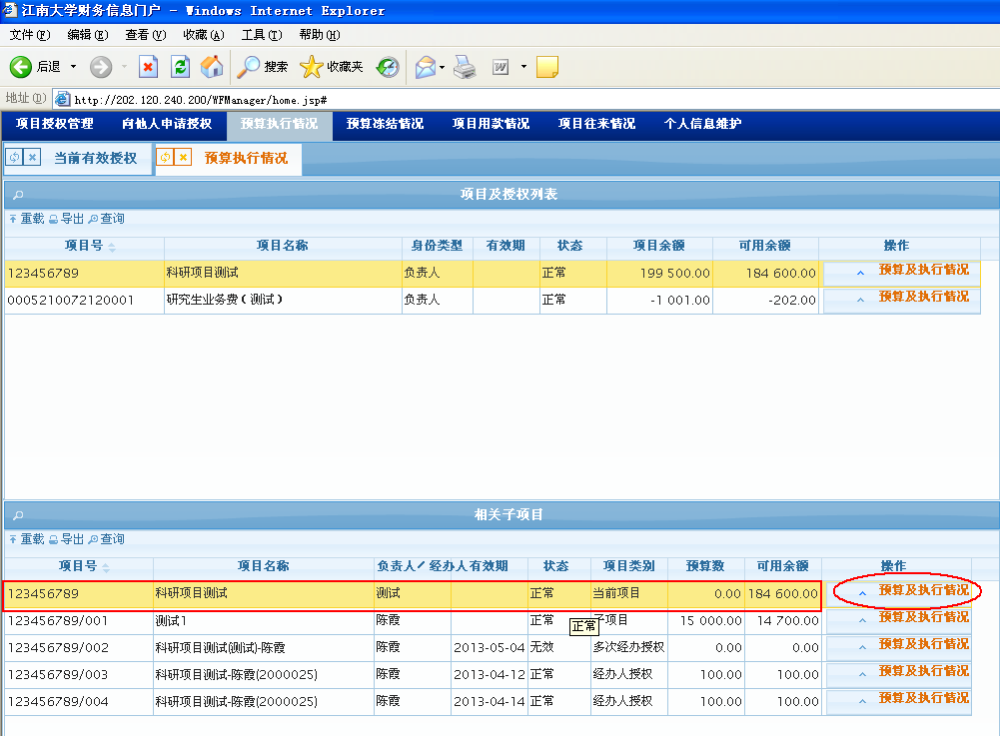 江南大学财务信息门户 - Windows Internet Explorer
文件(F) 编辑(E) 查看(V) 收藏(A) 工具(T) 帮助(H)
后退 搜索 收藏夹
地址(D) http://202.120.240.200/WFManager/home.jsp#
项目授权管理 向他人申请授权 预算执行情况 预算冻结情况 项目用款情况 项目往来情况 个人信息维护
当前有效授权 预算执行情况
项目及授权列表
重载 导出 查询
项目号 项目名称 身份类型 有效期 状态 项目余额 可用余额 操作
123456789 科研项目测试 负责人 正常 199 500.00 184 600.00 预算及执行情况
0005210072120001 研究生业务费(测试) 负责人 正常 -1 001.00 -202.00 预算及执行情况
相关子项目
重载 导出 查询
项目号 项目名称 负责人/经办人 有效期 状态 项目类别 预算数 可用余额 操作
123456789 科研项目测试 测试 正常 当前项目 0.00 184 600.00 预算及执行情况
123456789/001 测试1 陈霞 正常 子项目 15 000.00 14 700.00 预算及执行情况
正常
123456789/002 科研项目测试(测试)-陈霞 陈霞 2013-05-04 无效 多次经办授权 0.00 0.00 预算及执行情况
123456789/003 科研项目测试-陈霞(2000025) 陈霞 2013-04-12 正常 经办人授权 100.00 100.00 预算及执行情况
123456789/004 科研项目测试-陈霞(2000025) 陈霞 2013-04-14 正常 经办人授权 100.00 100.00 预算及执行情况